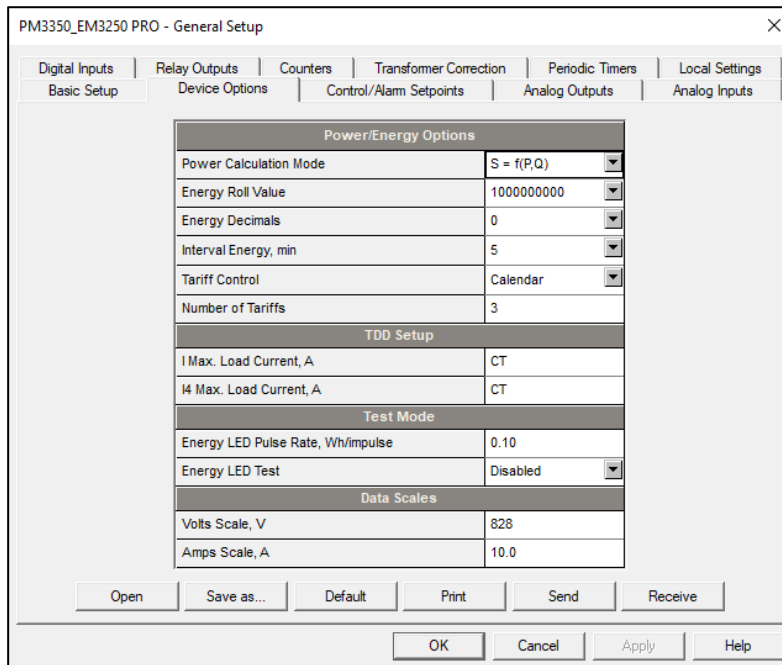 PM3350_EM3250 PRO - General Setup
Digital Inputs Relay Outputs Counters Transformer Correction Periodic Timers Local Settings
Basic Setup Device Options Control/Alarm Setpoints Analog Outputs Analog Inputs
Power/Energy Options
Power Calculation Mode S = f(P,Q)
Energy Roll Value 1000000000
Energy Decimals 0
Interval Energy, min 5
Tariff Control Calendar
Number of Tariffs 3
TDD Setup
I Max. Load Current, A CT
I4 Max. Load Current, A CT
Test Mode
Energy LED Pulse Rate, Wh/impulse 0.10
Energy LED Test Disabled
Data Scales
Volts Scale, V 828
Amps Scale, A 10.0
Open Save as... Default Print Send Receive
OK Cancel Apply Help